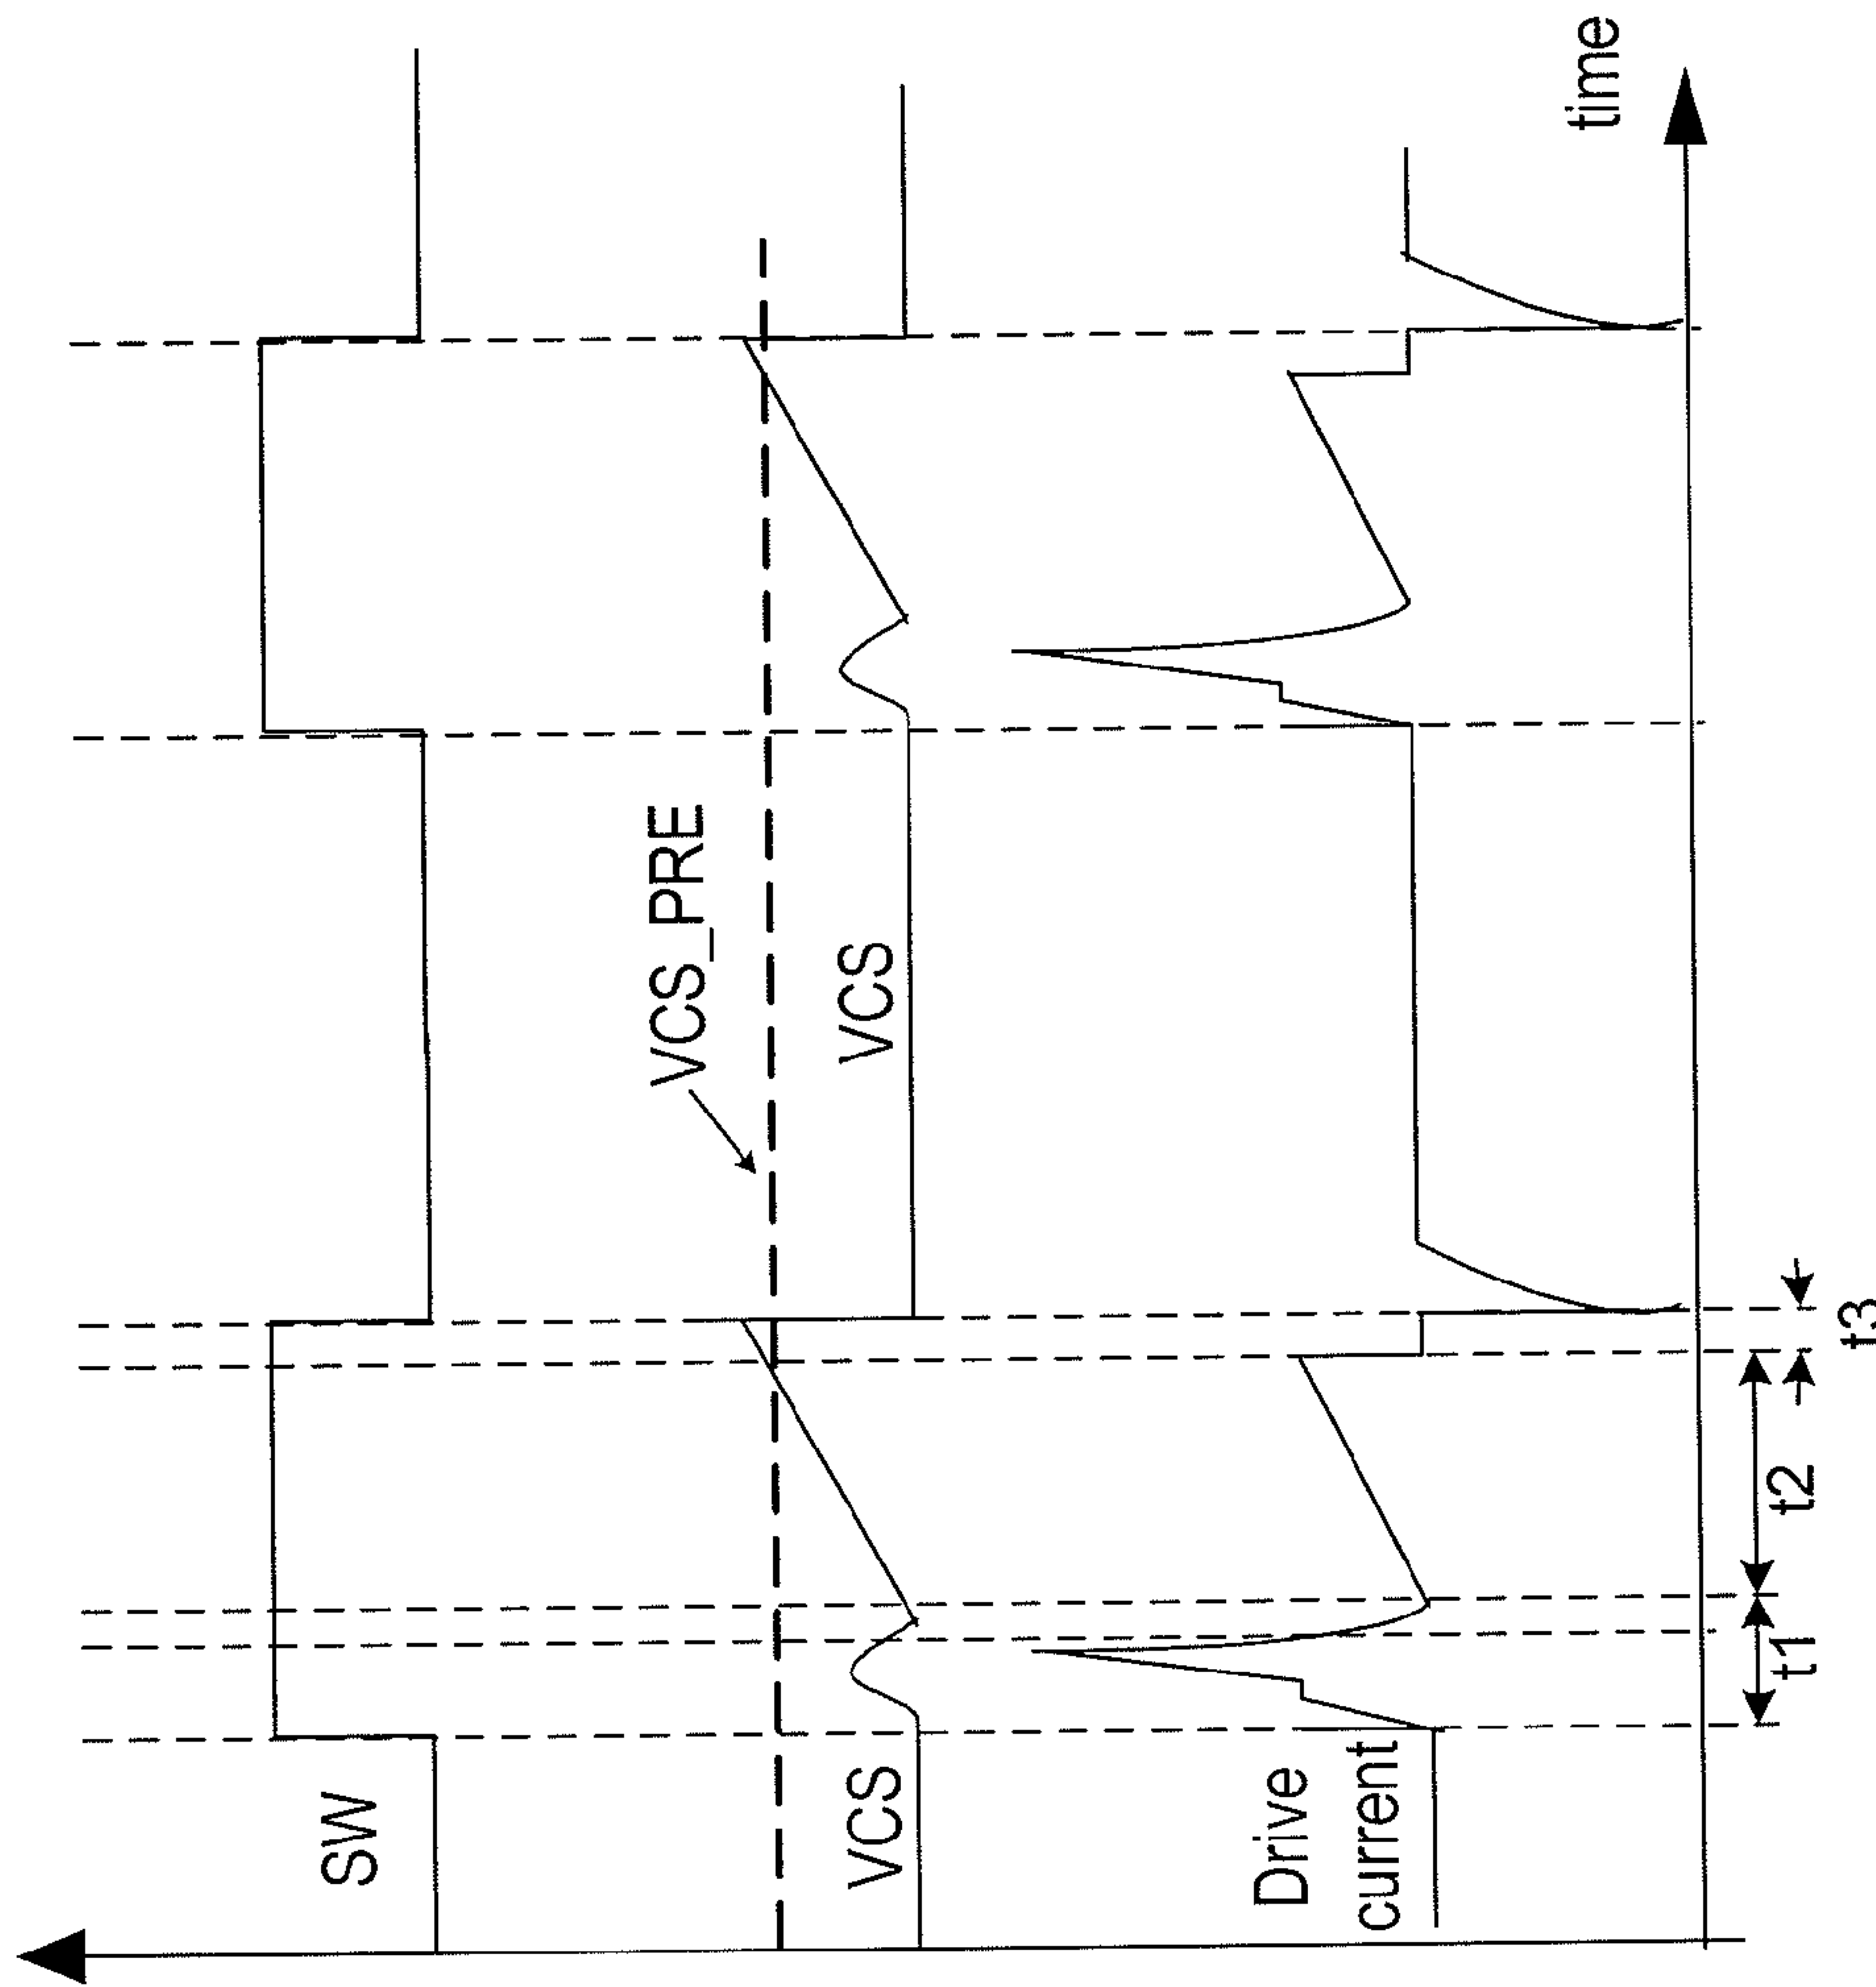 SW
VCS_PRE
VCS
VCS
Drive
current
time
t1
t2
t3